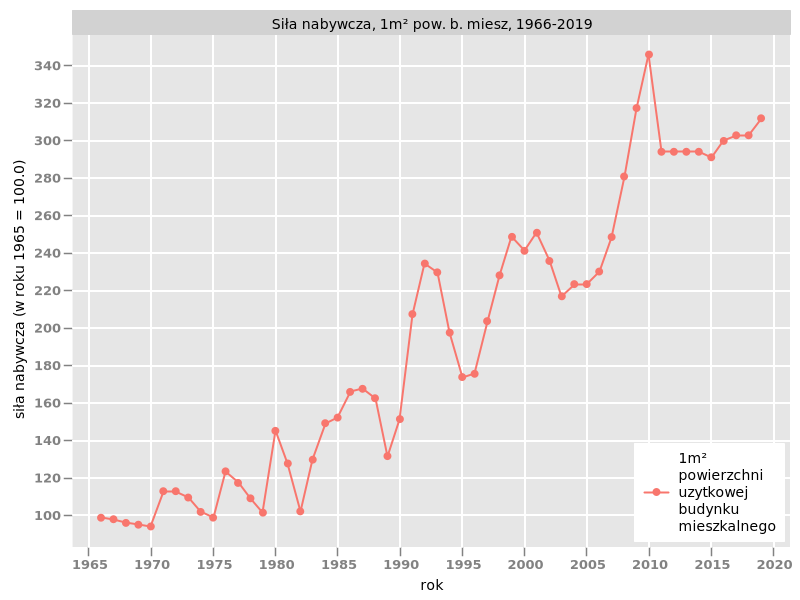 Siła nabywcza, 1m² pow. b. miesz, 1966-2019
siła nabywcza (w roku 1965 = 100.0)
340
320
300
280
260
240
220
200
180
160
140
120
100
1m²
powierzchni
uzytkowej
budynku
mieszkalnego
1965 1970 1975 1980 1985 1990 1995 2000 2005 2010 2015 2020
rok